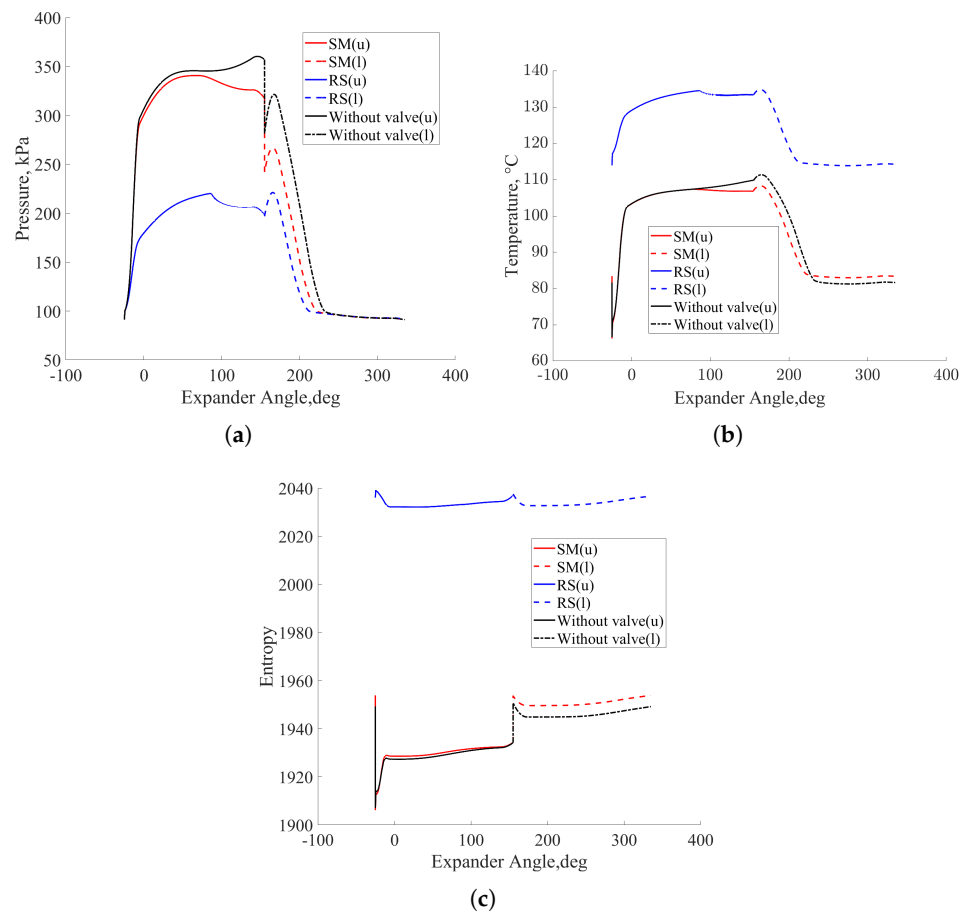 400
350
300
250
200
150
100
50
Pressure, kPa
-100
0
100
200
300
400
Expander Angle,deg
SM(u)
SM(l)
RS(u)
RS(l)
Without valve(u)
Without valve(l)
(a)
140
130
120
110
100
90
80
70
60
Temperature, °C
-100
0
100
200
300
400
Expander Angle,deg
SM(u)
SM(l)
RS(u)
RS(l)
Without valve(u)
Without valve(l)
(b)
2040
2020
2000
1980
1960
1940
1920
1900
Entropy
-100
0
100
200
300
400
Expander Angle,deg
SM(u)
SM(l)
RS(u)
RS(l)
Without valve(u)
Without valve(l)
(c)